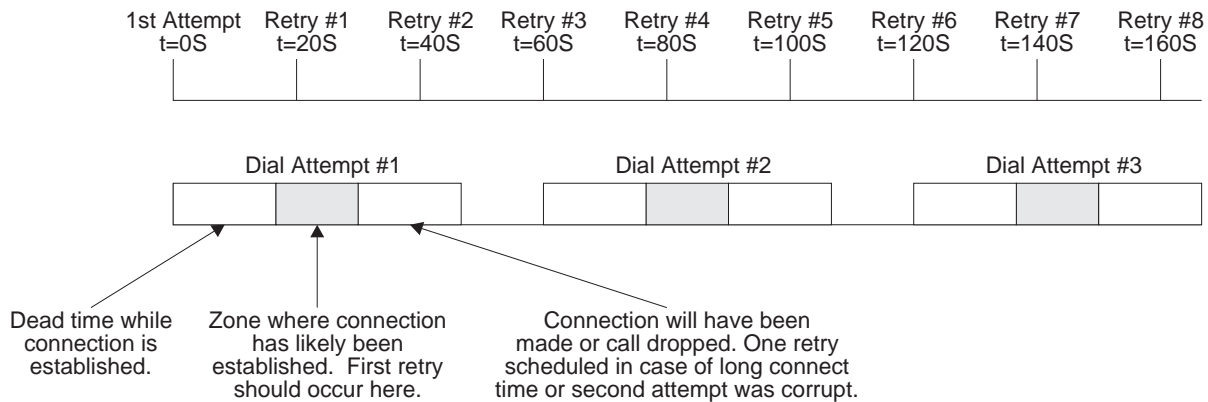 1st Attempt Retry #1 Retry #2 Retry #3 Retry #4 Retry #5 Retry #6 Retry #7 Retry #8
t=0S t=20S t=40S t=60S t=80S t=100S t=120S t=140S t=160S
Dial Attempt #1 Dial Attempt #2 Dial Attempt #3
Dead time while
connection is
established.
Zone where connection
has likely been
established. First retry
should occur here.
Connection will have been
made or call dropped. One retry
scheduled in case of long connect
time or second attempt was corrupt.